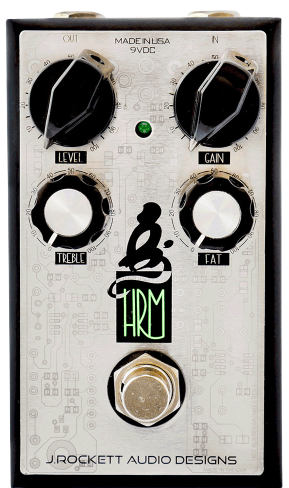 OUT
MADE IN USA
9VDC
IN
LEVEL
GAIN
TREBLE
FAT
HRM
J.ROCKETT AUDIO DESIGNS